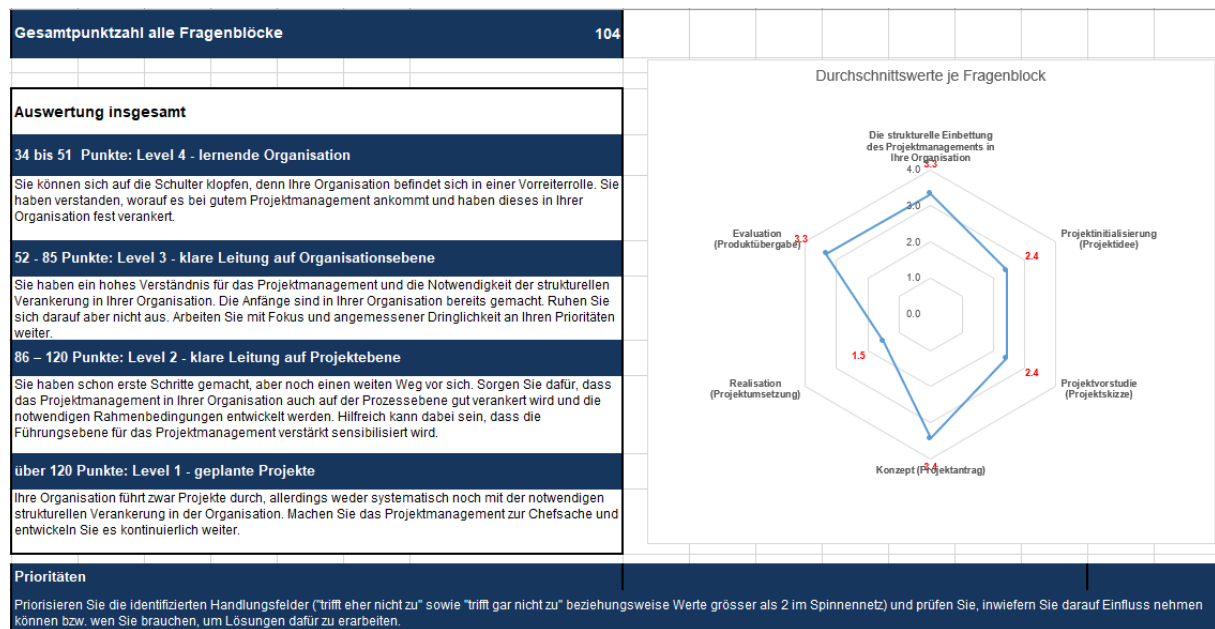 Gesamtpunktzahl alle Fragenblöcke 104
Auswertung insgesamt
34 bis 51  Punkte: Level 4 - lernende Organisation
Sie können sich auf die Schulter klopfen, denn Ihre Organisation befindet sich in einer Vorreiterrolle. Sie
haben verstanden, worauf es bei gutem Projektmanagement ankommt und haben dieses in Ihrer
Organisation fest verankert.
52 - 85 Punkte: Level 3 - klare Leitung auf Organisationsebene
Sie haben ein hohes Verständnis für das Projektmanagement und die Notwendigkeit der strukturellen
Verankerung in Ihrer Organisation. Die Anfänge sind in Ihrer Organisation bereits gemacht. Ruhen Sie
sich darauf aber nicht aus. Arbeiten Sie mit Fokus und angemessener Dringlichkeit an Ihren Prioritäten
weiter.
86 – 120 Punkte: Level 2 - klare Leitung auf Projektebene
Sie haben schon erste Schritte gemacht, aber noch einen weiten Weg vor sich. Sorgen Sie dafür, dass
das Projektmanagement in Ihrer Organisation auch auf der Prozessebene gut verankert wird und die
notwendigen Rahmenbedingungen entwickelt werden. Hilfreich kann dabei sein, dass die
Führungsebene für das Projektmanagement verstärkt sensibilisiert wird.
über 120 Punkte: Level 1 - geplante Projekte
Ihre Organisation führt zwar Projekte durch, allerdings weder systematisch noch mit der notwendigen
strukturellen Verankerung in der Organisation. Machen Sie das Projektmanagement zur Chefsache und
entwickeln Sie es kontinuierlich weiter.
Durchschnittswerte je Fragenblock
Die strukturelle Einbettung
des Projektmanagements in
Ihre Organisation
3.3
4.0
3.0
2.0
1.0
0.0
Projektinitialisierung
(Projektidee)
2.4
Projektvorstudie
(Projektskizze)
2.4
Konzept (Projektantrag)
3.4
Realisation
(Projektumsetzung)
1.5
Evaluation
(Produktübergabe)
3.3
Prioritäten
Priorisieren Sie die identifizierten Handlungsfelder ("trifft eher nicht zu" sowie "trifft gar nicht zu" beziehungsweise Werte grösser als 2 im Spinnennetz) und prüfen Sie, inwiefern Sie darauf Einfluss nehmen
können bzw. wen Sie brauchen, um Lösungen dafür zu erarbeiten.